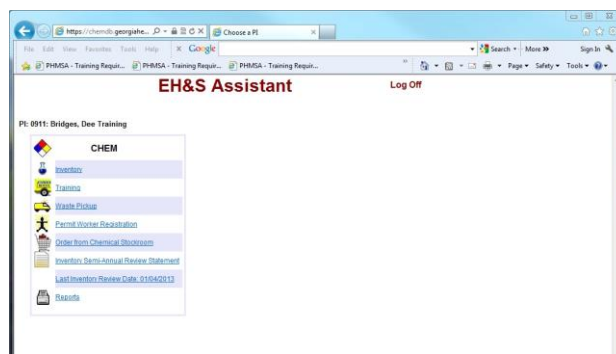 https://chemdb.georgiahe...
Choose a PI
File Edit View Favorites Tools Help
Google
Search
More »
Sign In
PHMSA - Training Requir...
PHMSA - Training Requir...
PHMSA - Training Requir...
Page Safety Tools
EH&S Assistant
Log Off
PI: 0911: Bridges, Dee Training
CHEM
Inventory
Training
Waste Pickup
Permit Worker Registration
Order from Chemical Stockroom
Inventory Semi-Annual Review Statement
Last Inventory Review Date: 01/04/2013
Reports